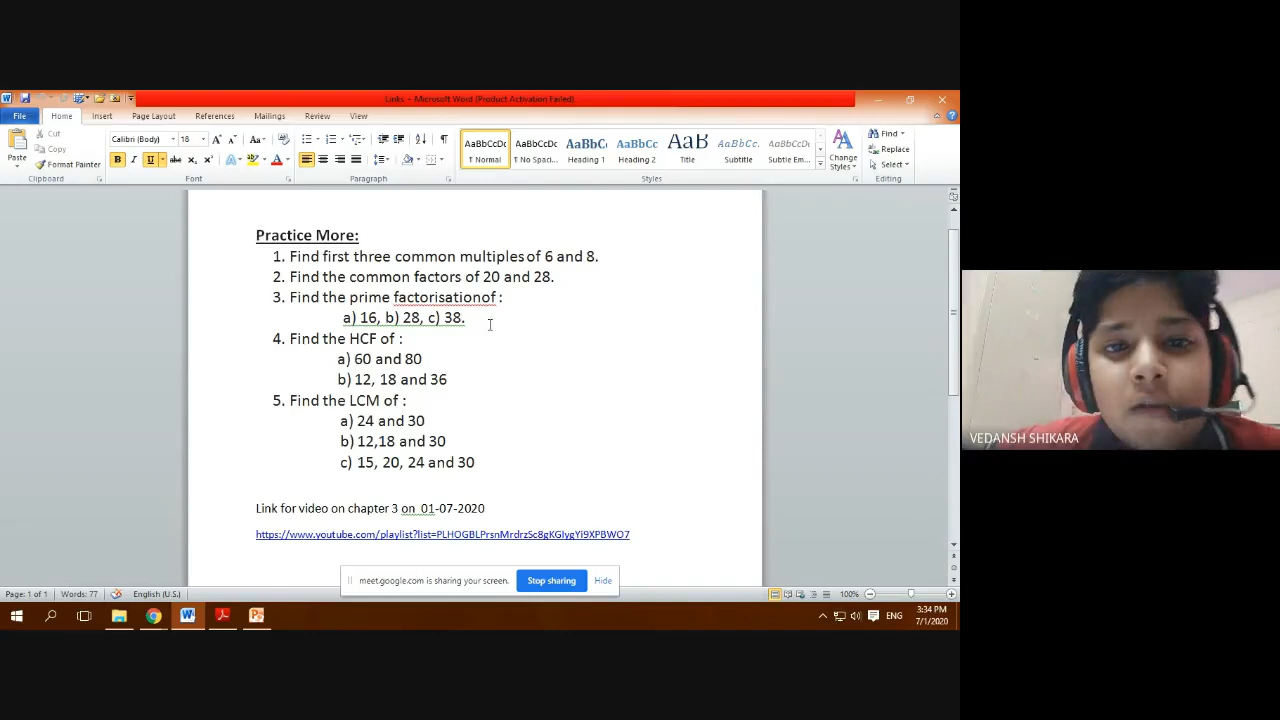 Links - Microsoft Word (Product Activation Failed)
File Home Insert Page Layout References Mailings Review View
Paste Cut Copy Format Painter
Calibri (Body) 18
AaBbCcDc AaBbCcDc AaBbC AaBbCc AaB AaBbCc. AaBbCcDc
¶ Normal ¶ No Spac... Heading 1 Heading 2 Title Subtitle Subtle Em...
Change Styles
Find Replace Select
Clipboard Font Paragraph Styles Editing
Practice More:
1. Find first three common multiples of 6 and 8.
2. Find the common factors of 20 and 28.
3. Find the prime factorisationof :
a) 16, b) 28, c) 38.
4. Find the HCF of :
a) 60 and 80
b) 12, 18 and 36
5. Find the LCM of :
a) 24 and 30
b) 12,18 and 30
c) 15, 20, 24 and 30
Link for video on chapter 3 on 01-07-2020
https://www.youtube.com/playlist?list=PLHOGBLPrsnMrdrzSc8gKGIygYi9XPBWO7
meet.google.com is sharing your screen. Stop sharing Hide
Page: 1 of 1 Words: 77 English (U.S.) 100%
ENG 3:34 PM
7/1/2020
VEDANSH SHIKARA